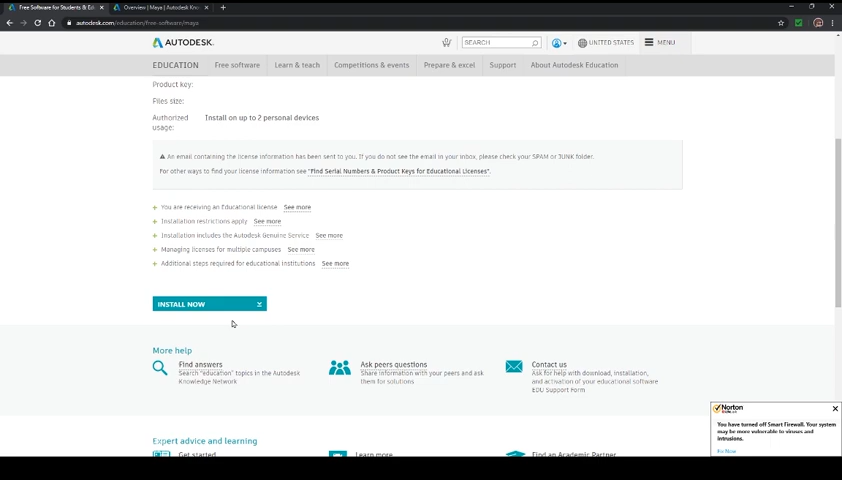 Free Software for Students & Ed
Overview | Maya | Autodesk Kno
autodesk.com/education/free-software/maya
AUTODESK.
SEARCH
UNITED STATES
MENU
EDUCATION
Free software
Learn & teach
Competitions & events
Prepare & excel
Support
About Autodesk Education
Product key:
Files size:
Authorized usage: Install on up to 2 personal devices
An email containing the license information has been sent to you. If you do not see the email in your inbox, please check your SPAM or JUNK folder.
For other ways to find your license information see "Find Serial Numbers & Product Keys for Educational Licenses".
+ You are receiving an Educational license See more
+ Installation restrictions apply See more
+ Installation includes the Autodesk Genuine Service See more
+ Managing licenses for multiple campuses See more
+ Additional steps required for educational institutions See more
INSTALL NOW
More help
Find answers
Search "education" topics in the Autodesk
Knowledge Network
Ask peers questions
Share information with your peers and ask
them for solutions
Contact us
Ask for help with download, installation,
and activation of your educational software
EDU Support Form
Norton
You have turned off Smart Firewall. Your system
may be more vulnerable to viruses and
intrusions.
Fix Now
Expert advice and learning
Get started
Learn more
Find an Academic Partner